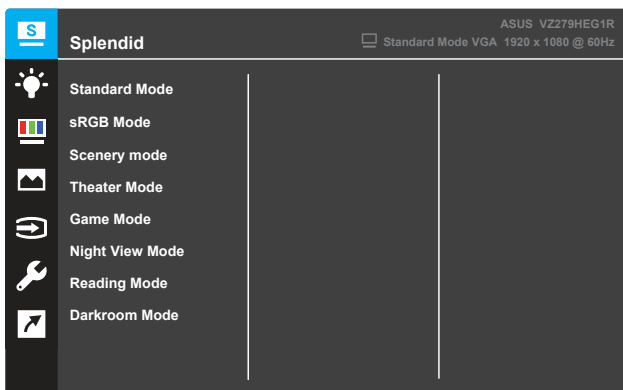 S
ASUS VZ279HEG1R
Splendid
Standard Mode VGA 1920 x 1080 @ 60Hz
Standard Mode
sRGB Mode
Scenery mode
Theater Mode
Game Mode
Night View Mode
Reading Mode
Darkroom Mode